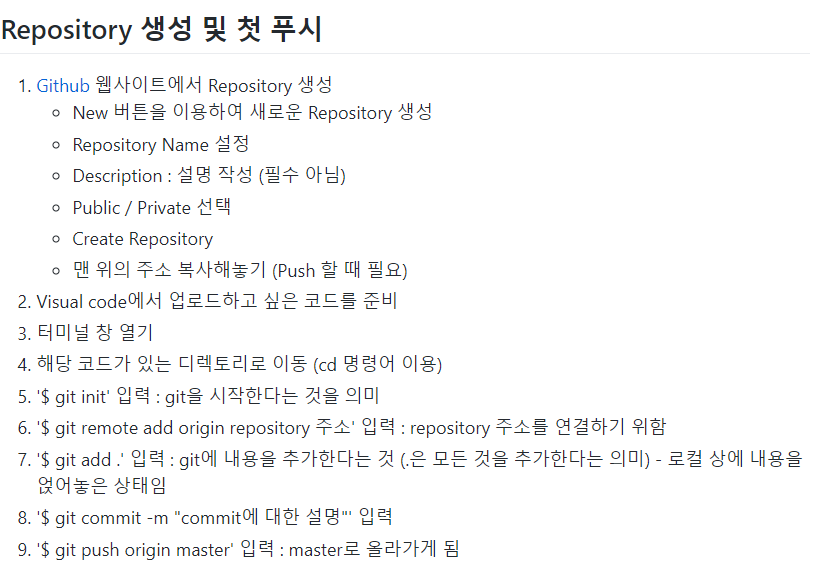 Repository 생성 및 첫 푸시
1. Github 웹사이트에서 Repository 생성
New 버튼을 이용하여 새로운 Repository 생성
Repository Name 설정
Description : 설명 작성 (필수 아님)
Public / Private 선택
Create Repository
맨 위의 주소 복사해놓기 (Push 할 때 필요)
2. Visual code에서 업로드하고 싶은 코드를 준비
3. 터미널 창 열기
4. 해당 코드가 있는 디렉토리로 이동 (cd 명령어 이용)
5. '$ git init' 입력 : git을 시작한다는 것을 의미
6. '$ git remote add origin repository 주소' 입력 : repository 주소를 연결하기 위함
7. '$ git add .' 입력 : git에 내용을 추가한다는 것 (.은 모든 것을 추가한다는 의미) - 로컬 상에 내용을
얹어놓은 상태임
8. '$ git commit -m "commit에 대한 설명"' 입력
9. '$ git push origin master' 입력 : master로 올라가게 됨